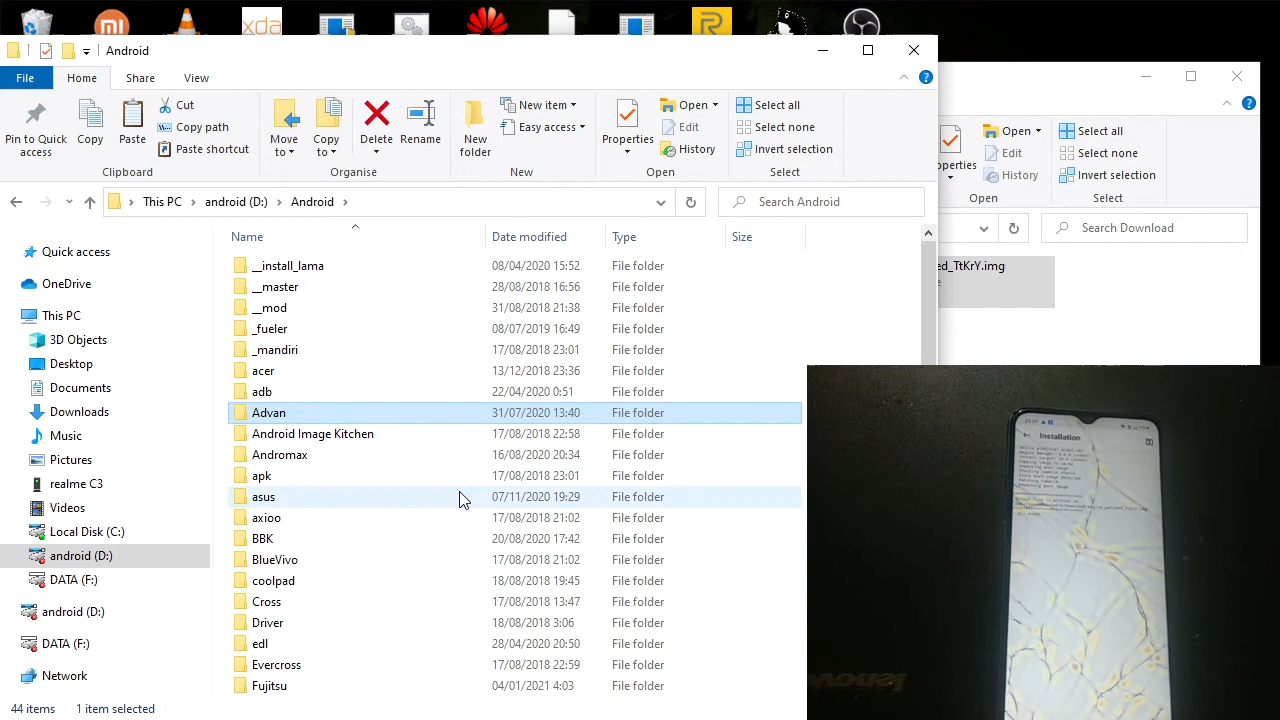 xda
Android
File
Home
Share
View
Pin to Quick access
Copy
Paste
Cut
Copy path
Paste shortcut
Clipboard
Move to
Copy to
Delete
Rename
Organise
New folder
New item
Easy access
New
Properties
Open
Edit
History
Open
Select all
Select none
Invert selection
Select
This PC
android (D:)
Android
Search Android
Name
Date modified
Type
Size
Quick access
OneDrive
This PC
3D Objects
Desktop
Documents
Downloads
Music
Pictures
realme C3
Videos
Local Disk (C:)
android (D:)
DATA (F:)
android (D:)
DATA (F:)
Network
__install_lama 08/04/2020 15:52 File folder
__master 28/08/2018 16:56 File folder
__mod 31/08/2018 21:38 File folder
_fueler 08/07/2019 16:49 File folder
_mandiri 17/08/2018 23:01 File folder
acer 13/12/2018 23:36 File folder
adb 22/04/2020 0:51 File folder
Advan 31/07/2020 13:40 File folder
Android Image Kitchen 17/08/2018 22:58 File folder
Andromax 16/08/2020 20:34 File folder
apk 17/08/2018 23:01 File folder
asus 07/11/2020 19:29 File folder
axioo 17/08/2018 21:02 File folder
BBK 20/08/2020 17:42 File folder
BlueVivo 17/08/2018 21:02 File folder
coolpad 18/08/2018 19:45 File folder
Cross 17/08/2018 13:47 File folder
Driver 18/08/2018 3:06 File folder
edl 28/04/2020 20:50 File folder
Evercross 17/08/2018 22:59 File folder
Fujitsu 04/01/2021 4:03 File folder
44 items
1 item selected
operties
Open
Edit
History
Open
Select all
Select none
Invert selection
Select
Search Download
ed_TtKrY.img
Installation
lenovo